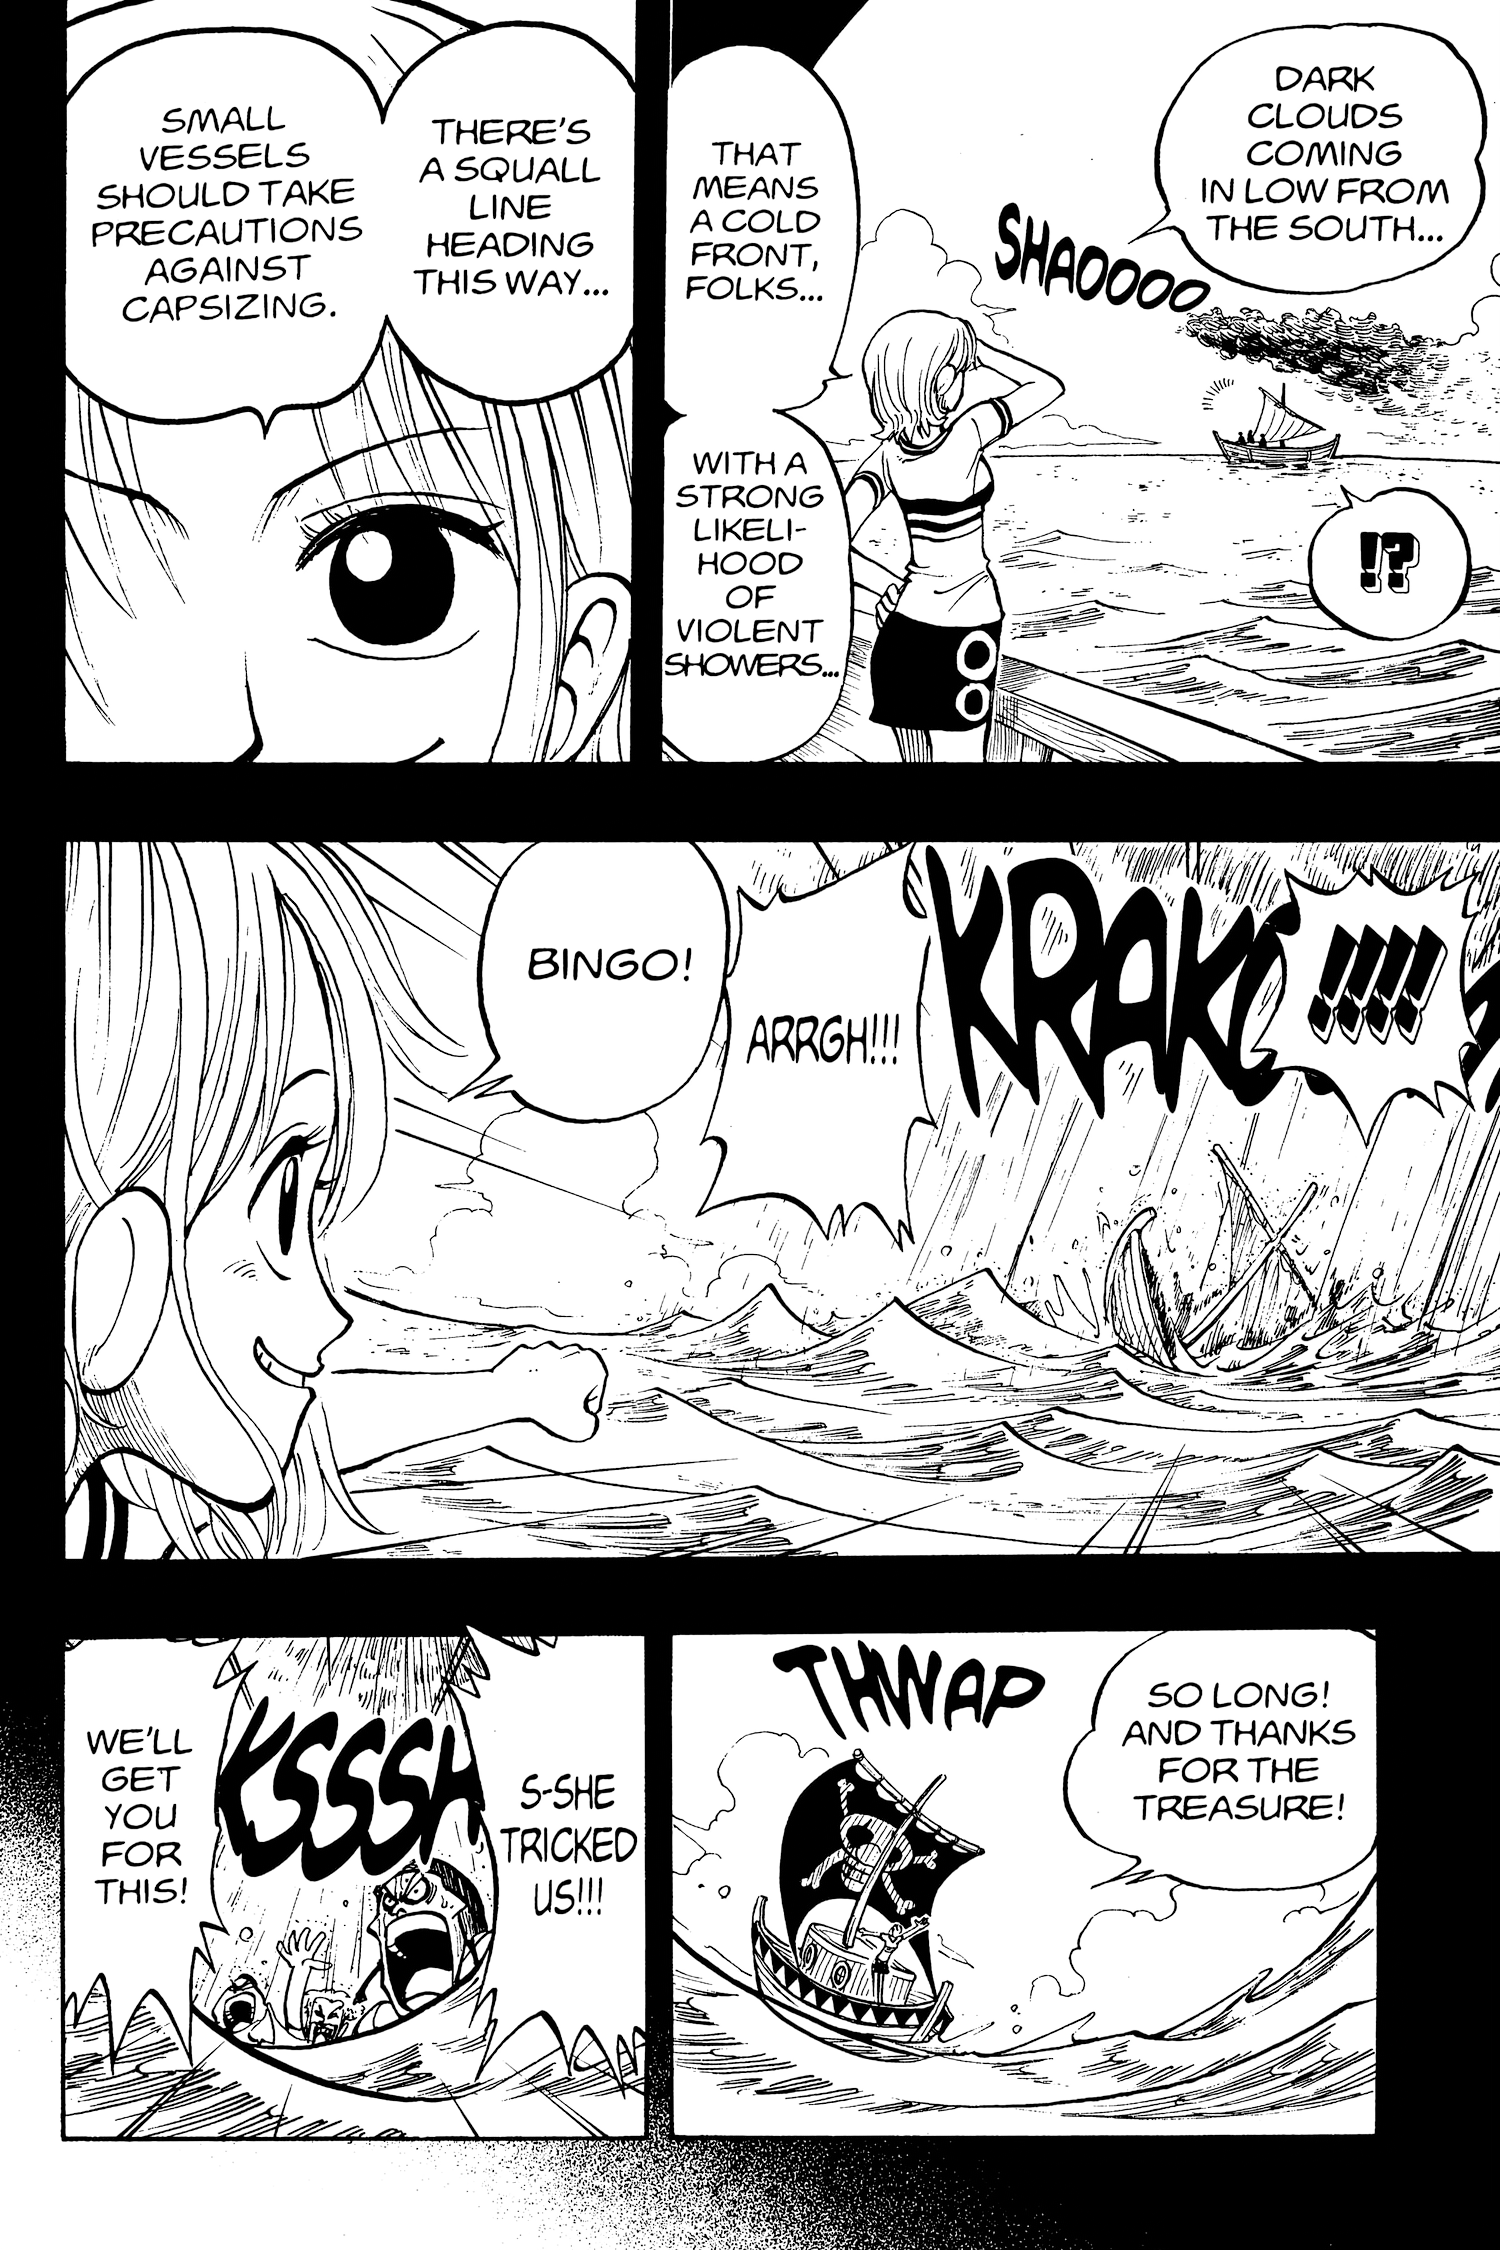 DARK
CLOUDS
COMING
IN LOW FROM
THE SOUTH...
SHAOOOO
!?
THAT
MEANS
A COLD
FRONT,
FOLKS...
WITH A
STRONG
LIKELI-
HOOD
OF
VIOLENT
SHOWERS...
THERE'S
A SQUALL
LINE
HEADING
THIS WAY...
SMALL
VESSELS
SHOULD TAKE
PRECAUTIONS
AGAINST
CAPSIZING.
!!!!!
ARRGH!!!
BINGO!
SO LONG!
AND THANKS
FOR THE
TREASURE!
THWAP
S-SHE
TRICKED
US!!!
KSSSH
WE'LL
GET
YOU
FOR
THIS!